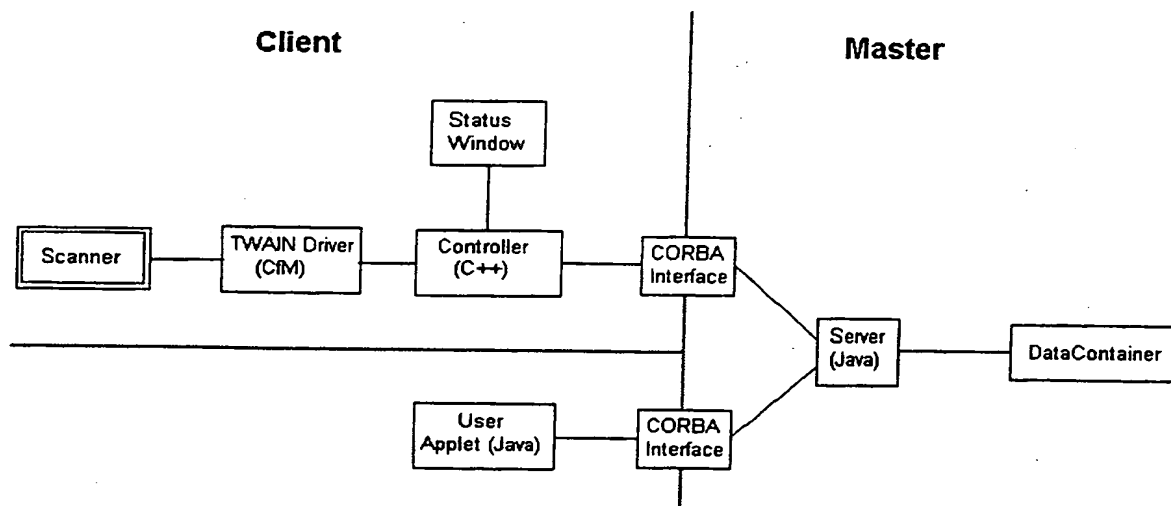 Client
Master
Status
Window
Scanner
TWAIN Driver
(CfM)
Controller
(C++)
CORBA
Interface
Server
(Java)
DataContainer
User
Applet (Java)
CORBA
Interface